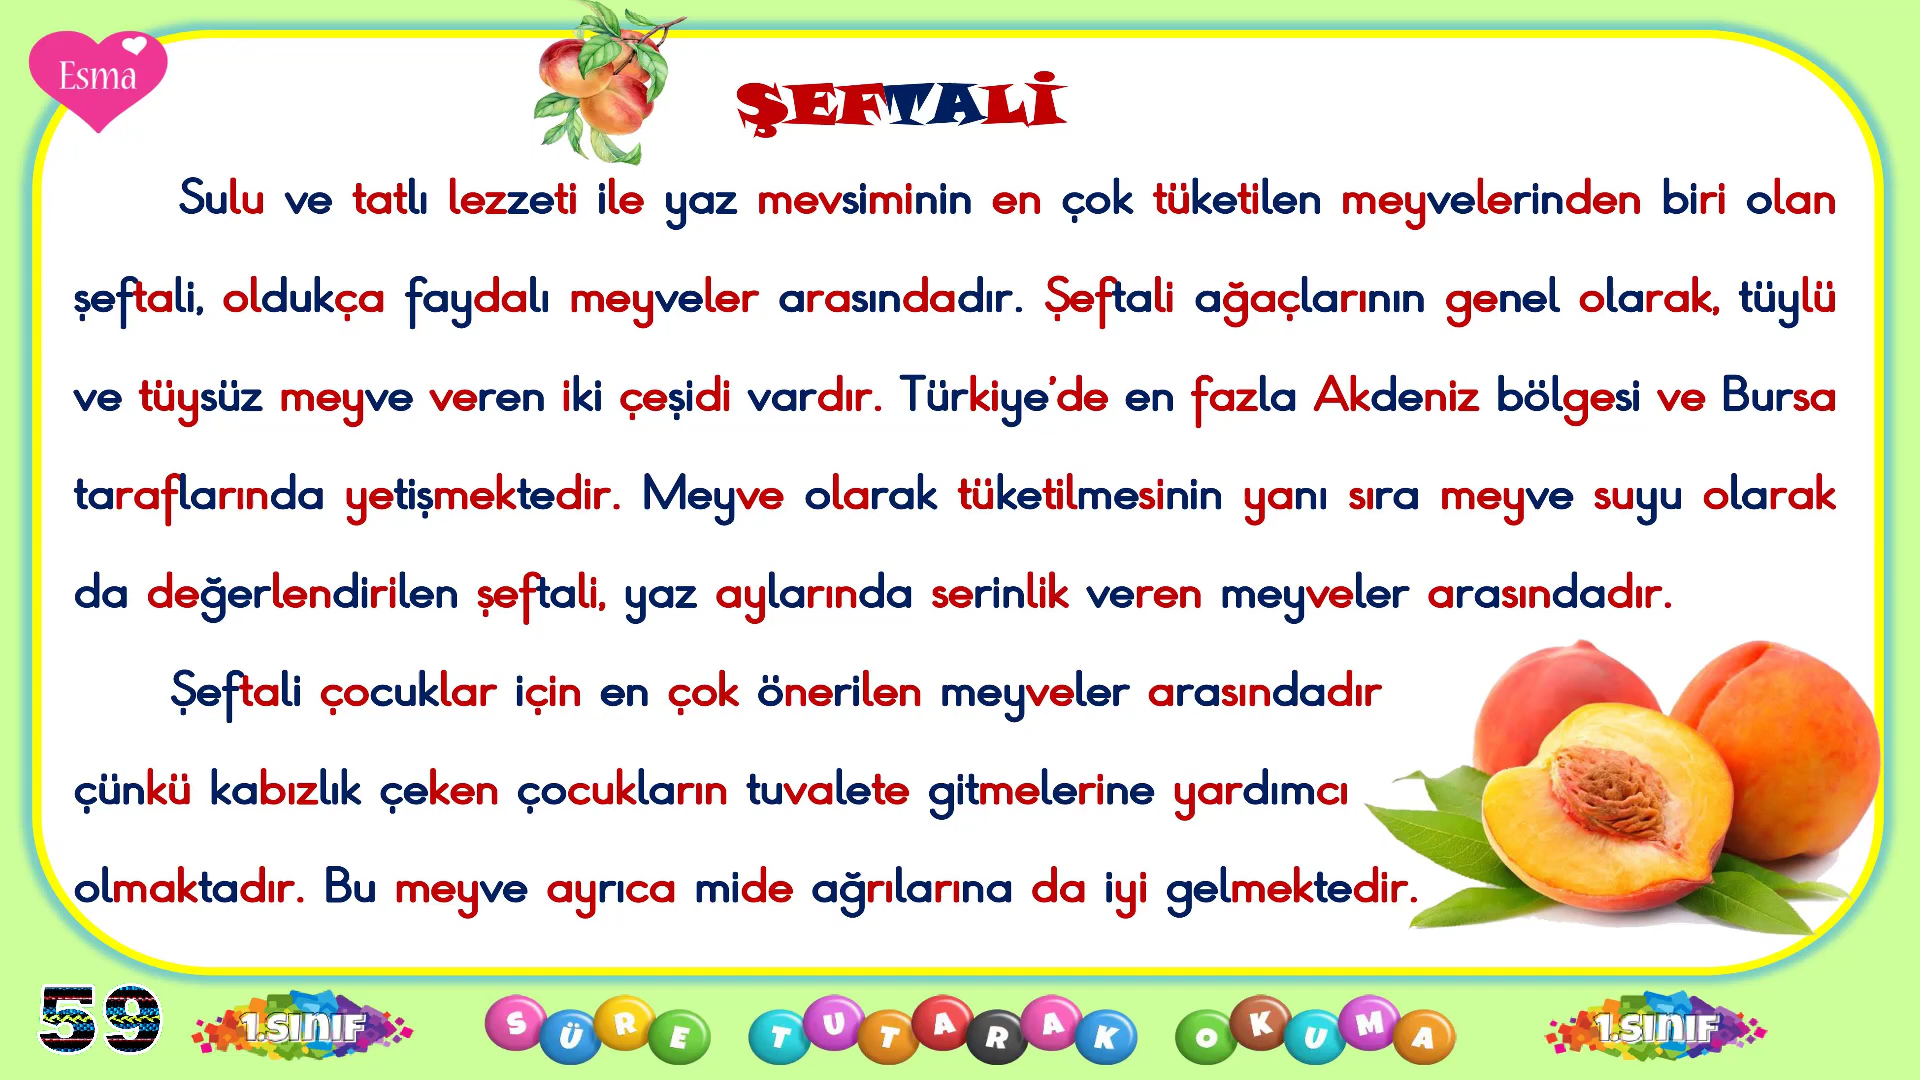 Esma
ŞEFTALİ
Sulu ve tatlı lezzeti ile yaz mevsiminin en çok tüketilen meyvelerinden biri olan
şeftali, oldukça faydalı meyveler arasındadır. Şeftali ağaçlarının genel olarak, tüylü
ve tüysüz meyve veren iki çeşidi vardır. Türkiye'de en fazla Akdeniz bölgesi ve Bursa
taraflarında yetişmektedir. Meyve olarak tüketilmesinin yanı sıra meyve suyu olarak
da değerlendirilen şeftali, yaz aylarında serinlik veren meyveler arasındadır.
Şeftali çocuklar için en çok önerilen meyveler arasındadır
çünkü kabızlık çeken çocukların tuvalete gitmelerine yardımcı
olmaktadır. Bu meyve ayrıca mide ağrılarına da iyi gelmektedir.
59 1.SINIF SÜRE TUTARAK OKUMA 1.SINIF